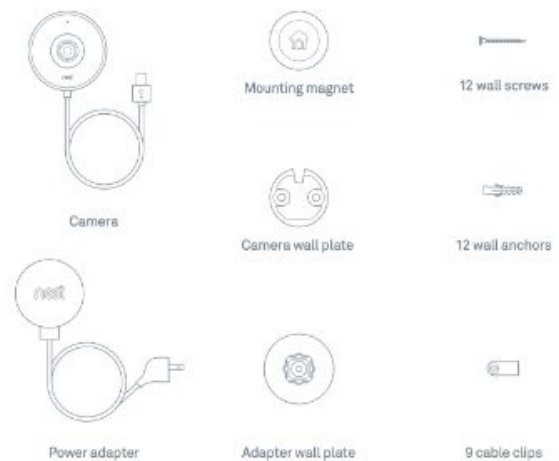 nest
Camera
Mounting magnet
12 wall screws
Camera wall plate
12 wall anchors
nest
Power adapter
Adapter wall plate
9 cable clips